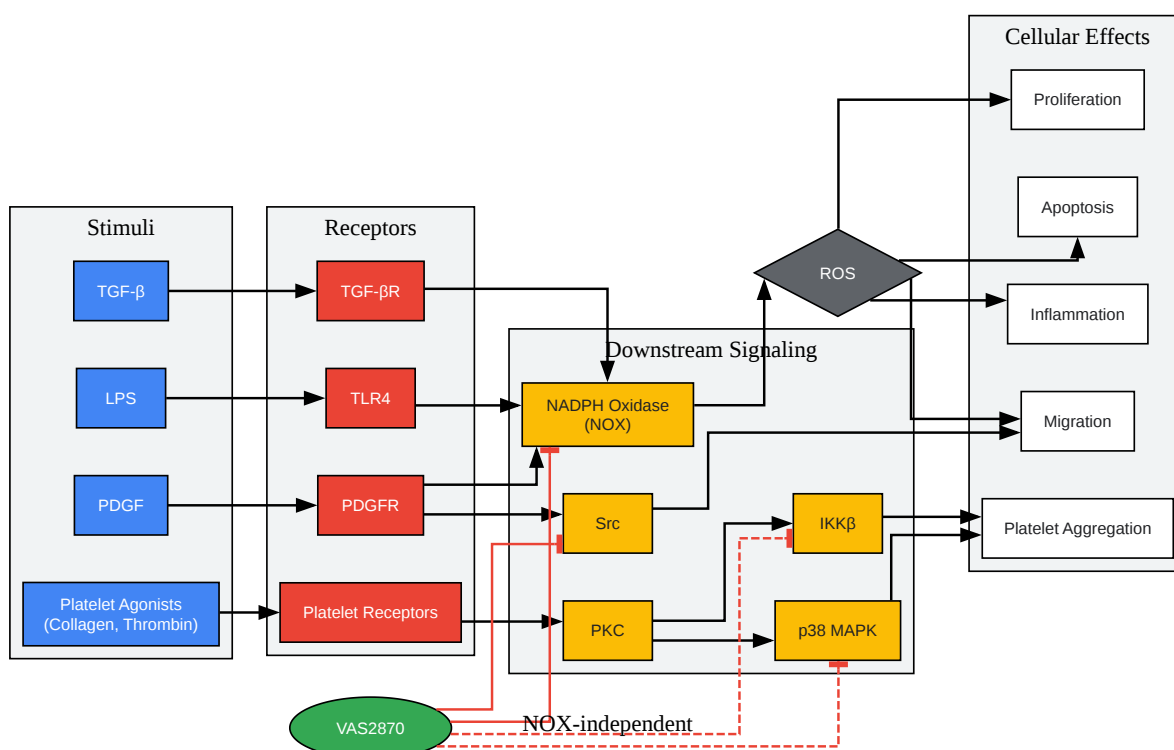 Cellular Effects
Proliferation
Apoptosis
Inflammation
Migration
Platelet Aggregation
Stimuli
TGF-β
LPS
PDGF
Platelet Agonists
(Collagen, Thrombin)
Receptors
TGF-βR
TLR4
PDGFR
Platelet Receptors
ROS
Downstream Signaling
NADPH Oxidase
(NOX)
Src
IKKβ
PKC
p38 MAPK
VAS2870
NOX-independent